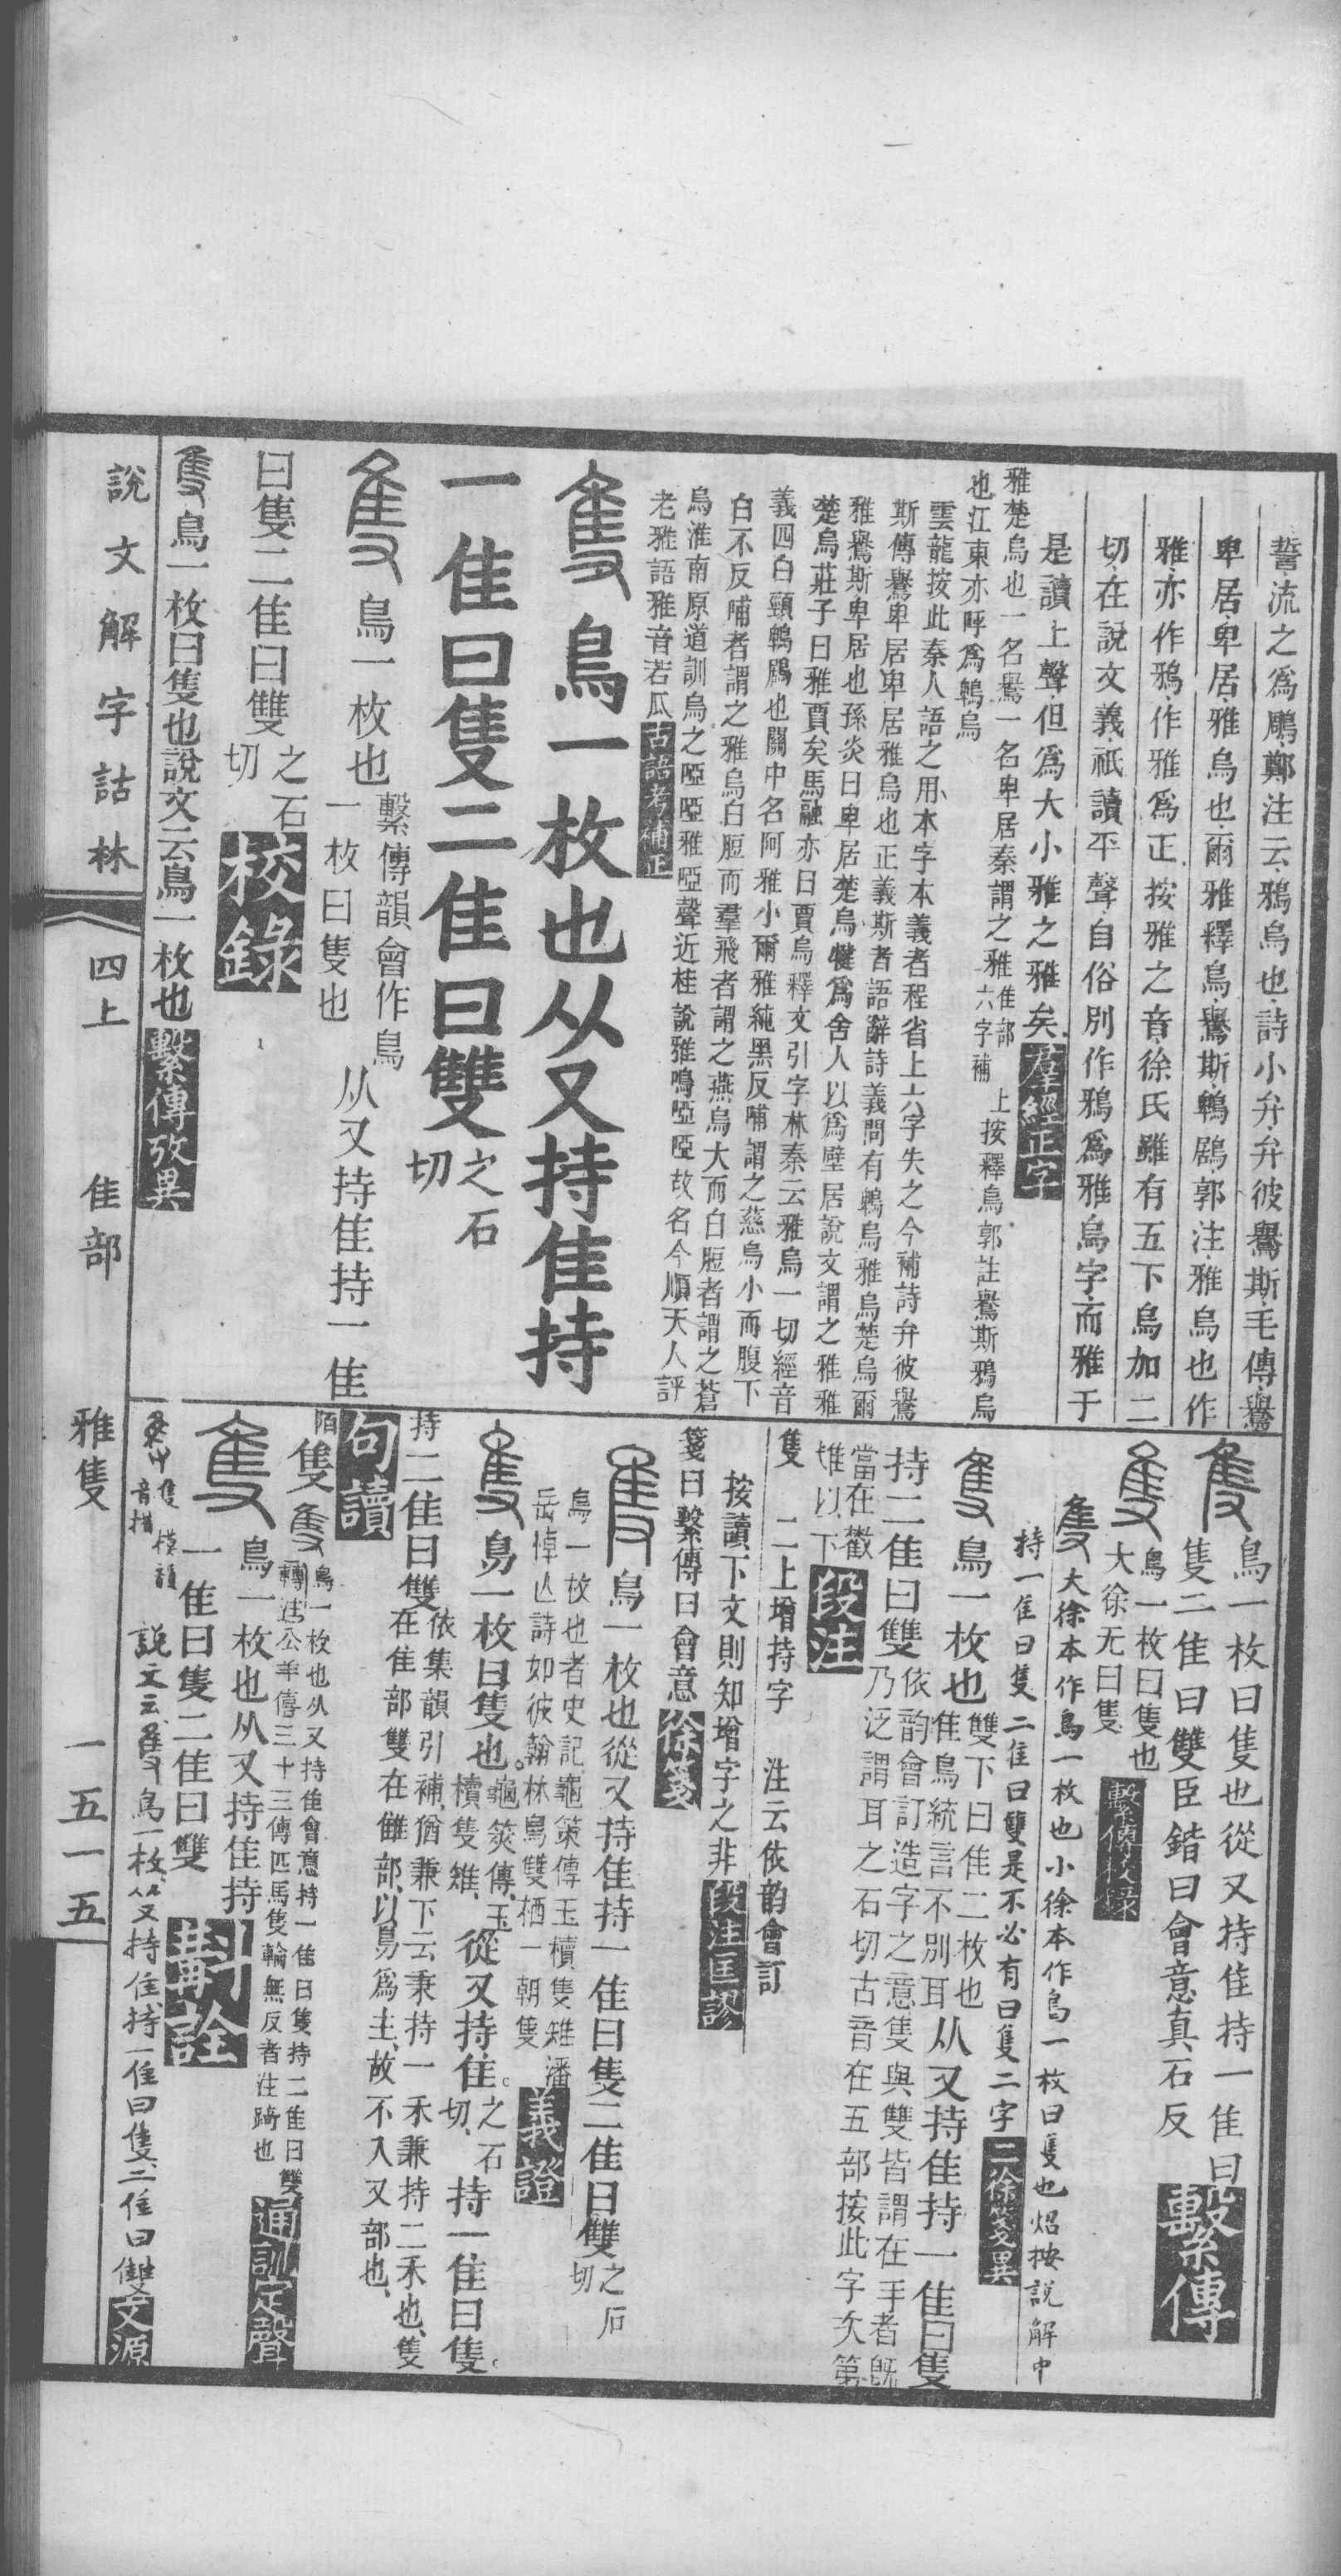 誓流之爲鵰鄭注云鴉烏也詩小弁弁彼鸒斯毛傳鸒
卑居卑居雅烏也爾雅釋鳥鸒斯鵯鶋郭注雅烏也作
雅亦作鴉作雅爲正按雅之音徐氏雖有五下烏加二
切在說文義祇讀平聲自俗別作鴉爲雅烏字而雅于
是讀上聲但爲大小雅之雅矣羣經正字
雅楚烏也一名鸒一名卑居秦謂之雅隹部六字補
也江東亦呼爲鵯烏
上按釋鳥郭註鸒斯鴉烏
雲龍按此秦人語之用本字本義者程省上六字失之今補詩弁彼鸒
斯傳鸒卑居卑居雅烏也正義斯者語辭詩義問有鵯烏雅烏楚烏爾
雅鸒斯卑居也孫炎曰卑居楚烏犍爲舍人以爲壁居說文謂之雅雅
楚烏莊子曰雅賈矣馬融亦曰賈烏釋文引字林秦云雅烏一切經音
義四白頸鵯鶋也關中名阿雅小爾雅純黑反哺謂之慈烏小而腹下
白不反哺者謂之雅烏白脰而羣飛者謂之燕烏大而白脰者謂之蒼
烏淮南原道訓烏之啞啞雅啞聲近桂說雅鳴啞啞故名今順天人評
老雅語雅音若瓜古語考補正
隻鳥一枚也从又持隹持
一隹曰隻二隹曰雙之石切
隻鳥一枚也繫傳韻會作鳥一枚曰隻也从又持隹持一隹
曰隻二隹曰雙之石切校錄
隻鳥一枚曰隻也說文云鳥一枚也繫傳攷異
說文解字詁林
四上
隹部
雅隻
一五一五
隻鳥一枚曰隻也從又持隹持一隹曰
隻二隹曰雙臣鍇曰會意真石反繫傳
隻鳥一枚曰隻也
大徐无曰隻繫傳校錄
隻大徐本作鳥一枚也小徐本作鳥一枚曰隻也炤按說解中
持一隹曰隻二隹曰雙是不必有曰隻二字二徐箋異
隻鳥一枚也雙下曰隹二枚也隹鳥統言不別耳从又持隹持一隹曰隻
持二隹曰雙依韵會訂造字之意隻與雙皆謂在手者旣乃泛謂耳之石切古音在五部按此字㳄第
當在雥雔以下段注
隻 二上增持字 注云依韵會訂
按讀下文則知增字之非段注匡謬
箋曰繫傳曰會意徐箋
隻鳥一枚也從又持隹持一隹曰隻二隹曰雙之石切
鳥一枚也者史記龜策傳玉櫝隻雉潘
岳悼亡詩如彼翰林鳥雙栖一朝隻義證
隻鳥一枚曰隻也龜筴傳玉櫝隻雉從又持隹之石切持一隹曰隻
持二隹曰雙依集韻引補猶兼下云秉持一禾兼持二禾也隻
在隹部雙在雔部以鳥爲主故不入又部也
句讀
陌隻隻鳥一枚也从又持隹會意持一隹曰隻持二隹曰雙
轉注公羊僖三十三傳匹馬隻輪無反者注踦也通訓定聲
隻鳥一枚也从又持隹持
一隹曰隻二隹曰雙斠詮
隻音模韻說文云隻鳥一枚从又持隹持一隹曰隻二隹曰雙文源